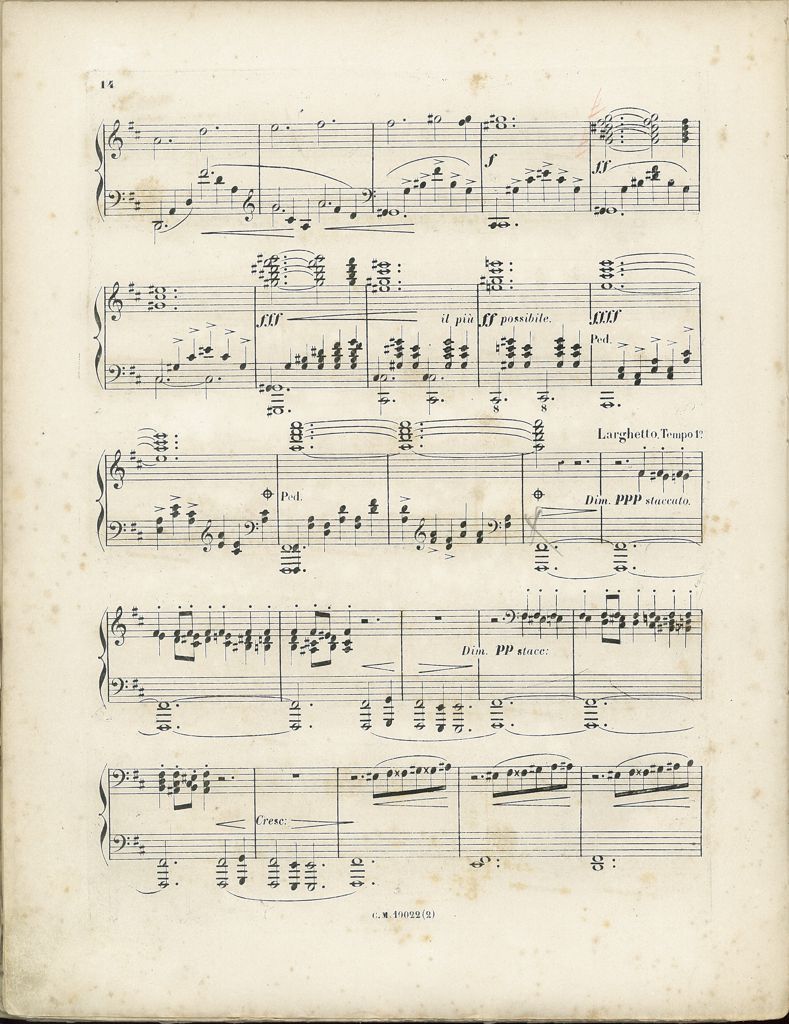 14
f
ff
fff il più ff possibile. ffff
Ped.
8 8
Larghetto, Tempo 1º
Ped.
Dim. ppp staccato.
Dim. pp stacc:
Cresc:
C. M. 19022 (2)